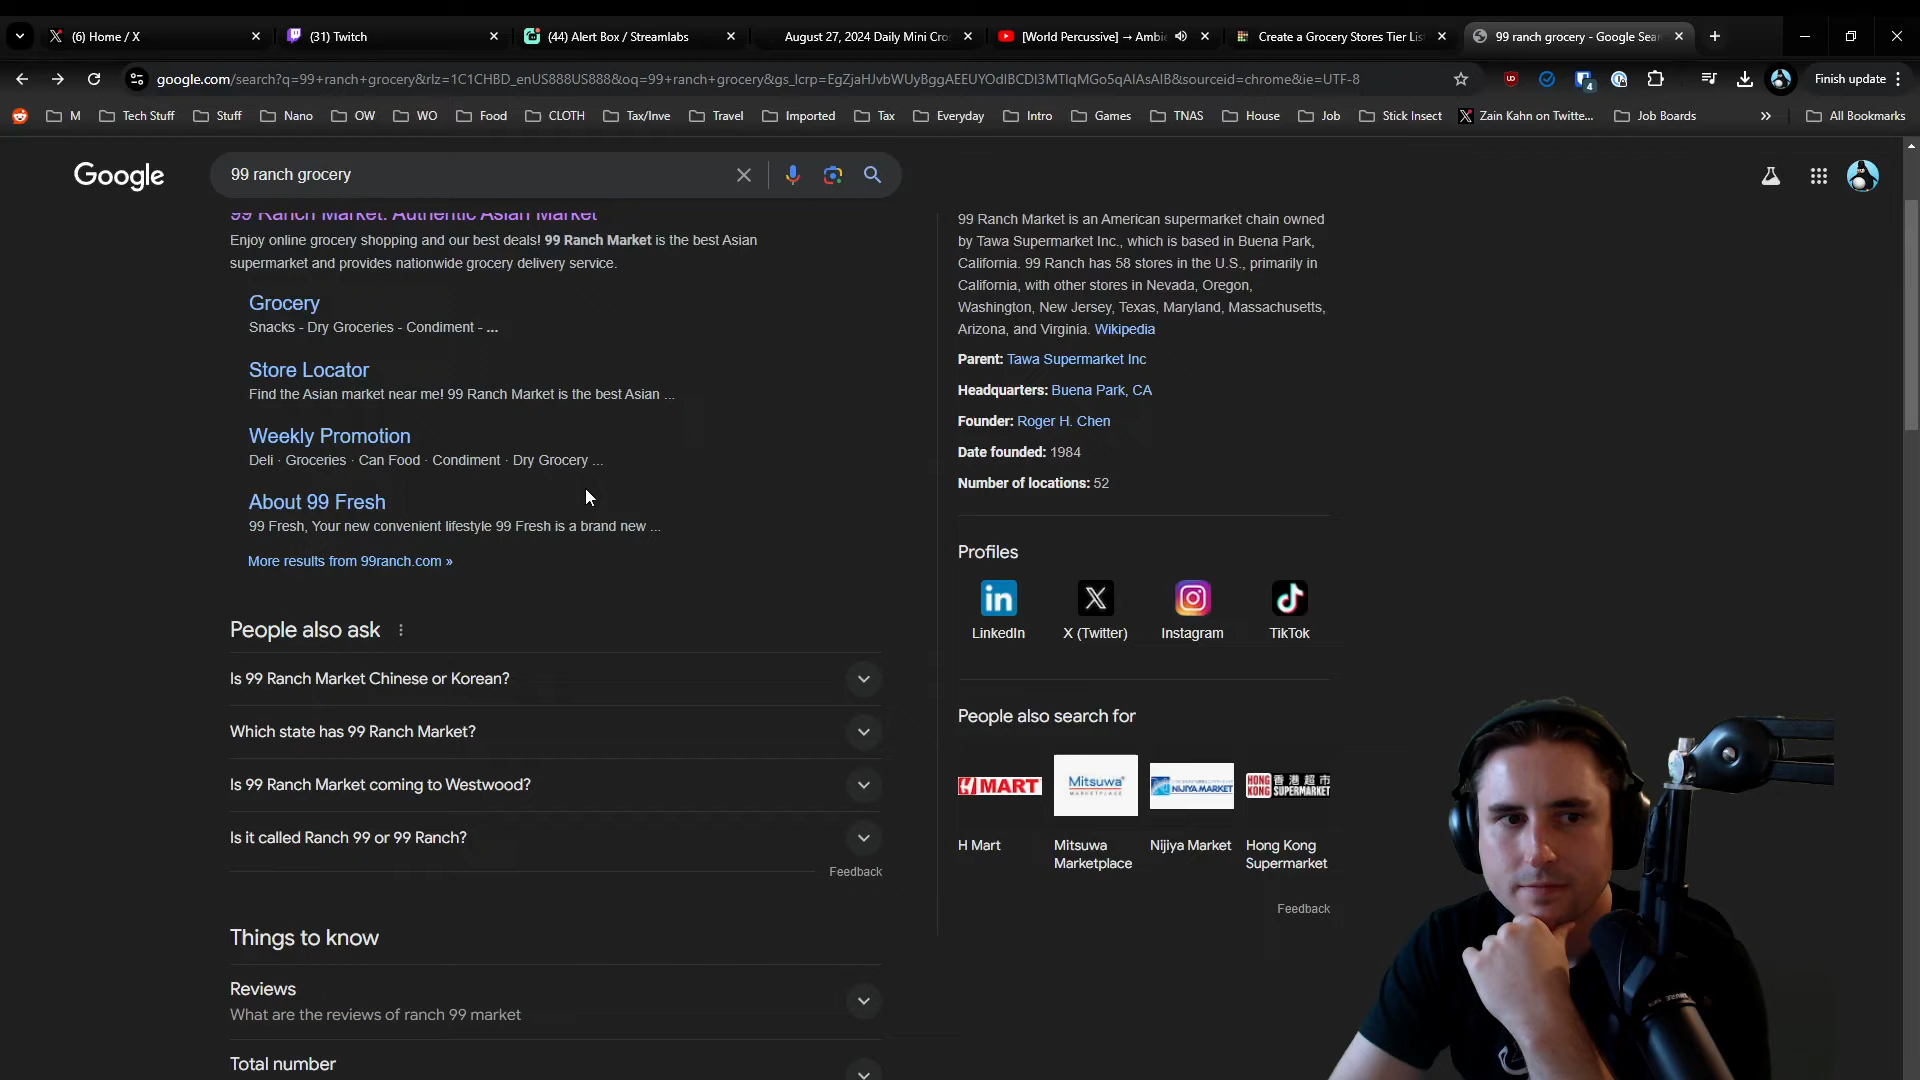 (6) Home / X
(31) Twitch
(44) Alert Box / Streamlabs
August 27, 2024 Daily Mini Cro
[World Percussive] → Ambie
Create a Grocery Stores Tier Lis
99 ranch grocery - Google Sear
google.com/search?q=99+ranch+grocery&rlz=1C1CHBD_enUS888US888&oq=99+ranch+grocery&gs_lcrp=EgZjaHJvbWUyBggAEEUYOdIBCDI3MTlqMGo5qAIAsAIB&sourceid=chrome&ie=UTF-8
4
Finish update
M
Tech Stuff
Stuff
Nano
OW
WO
Food
CLOTH
Tax/Inve
Travel
Imported
Tax
Everyday
Intro
Games
TNAS
House
Job
Stick Insect
Zain Kahn on Twitte...
Job Boards
All Bookmarks
Google
99 ranch grocery
99 Ranch Market: Authentic Asian Market
Enjoy online grocery shopping and our best deals! 99 Ranch Market is the best Asian
supermarket and provides nationwide grocery delivery service.
Grocery
Snacks - Dry Groceries - Condiment - ...
Store Locator
Find the Asian market near me! 99 Ranch Market is the best Asian ...
Weekly Promotion
Deli · Groceries · Can Food · Condiment · Dry Grocery ...
About 99 Fresh
99 Fresh, Your new convenient lifestyle 99 Fresh is a brand new ...
More results from 99ranch.com »
People also ask
Is 99 Ranch Market Chinese or Korean?
Which state has 99 Ranch Market?
Is 99 Ranch Market coming to Westwood?
Is it called Ranch 99 or 99 Ranch?
Feedback
Things to know
Reviews
What are the reviews of ranch 99 market
Total number
99 Ranch Market is an American supermarket chain owned
by Tawa Supermarket Inc., which is based in Buena Park,
California. 99 Ranch has 58 stores in the U.S., primarily in
California, with other stores in Nevada, Oregon,
Washington, New Jersey, Texas, Maryland, Massachusetts,
Arizona, and Virginia. Wikipedia
Parent: Tawa Supermarket Inc
Headquarters: Buena Park, CA
Founder: Roger H. Chen
Date founded: 1984
Number of locations: 52
Profiles
LinkedIn
X (Twitter)
Instagram
TikTok
People also search for
H MART
Mitsuwa
MARKETPLACE
NIJIYA MARKET
HONG KONG
香港超市
SUPERMARKET
H Mart
Mitsuwa
Marketplace
Nijiya Market
Hong Kong
Supermarket
Feedback